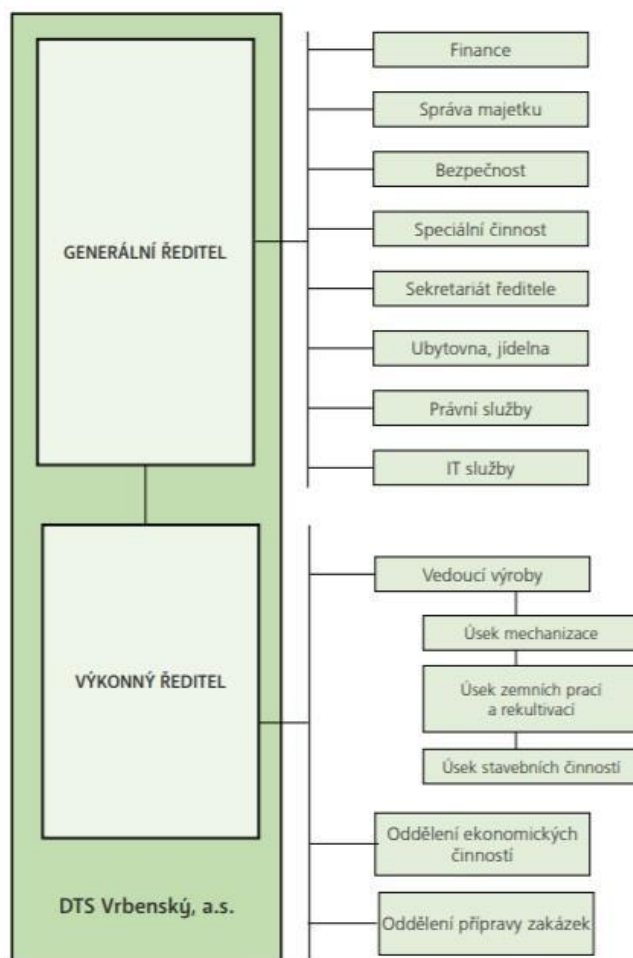 GENERÁLNÍ ŘEDITEL
Finance
Správa majetku
Bezpečnost
Speciální činnost
Sekretariát ředitele
Ubytovna, jídelna
Právní služby
IT služby
VÝKONNÝ ŘEDITEL
Vedoucí výroby
Úsek mechanizace
Úsek zemních prací
a rekultivací
Úsek stavebních činností
Oddělení ekonomických
činností
Oddělení přípravy zakázek
DTS Vrbenský, a.s.